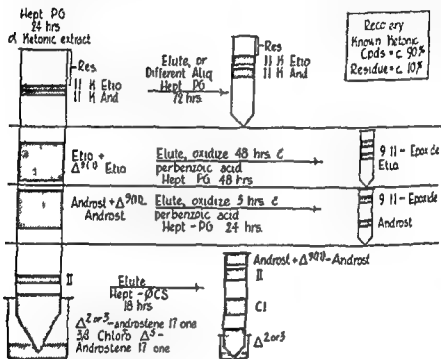 Hept PG
24 hrs
α Ketonic extract
Res.
11 K Etio
11 K And
Elute, or
Different Aliq
Hept PG
72 hrs.
Res
11 K Etio
11 K And
Recovery
Known Ketonic
Cpds = c. 90%
Residue = c. 10%
Etio +
Δ9(11) Etio
Elute, oxidize 48 hrs c̄
perbenzoic acid
Hept PG 48 hrs
9 11-Epoxide
Etio
Androst + Δ9(11)
Androst
Elute, oxidize 5 hrs. c̄
perbenzoic acid
Hept-PG 24 hrs.
9 11-Epoxide
Androst
II
Elute
Hept-ØCS
18 hrs
Δ2 or 3-androstene 17 one
3β Chloro Δ5-
Androstene 17 one
Androst + Δ9(11)-Androst
II
Cl
Δ2 or 3